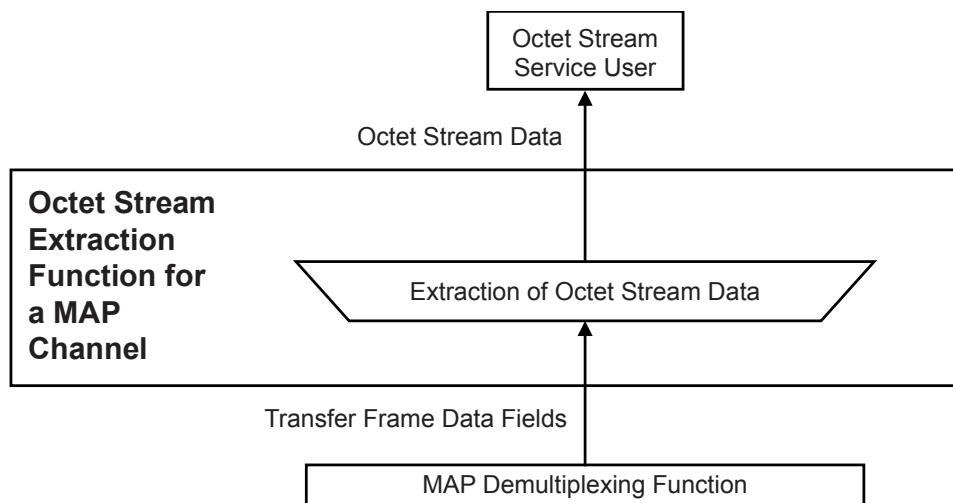 Octet Stream
Service User
Octet Stream Data
Octet Stream
Extraction
Function for
a MAP
Channel
Extraction of Octet Stream Data
Transfer Frame Data Fields
MAP Demultiplexing Function